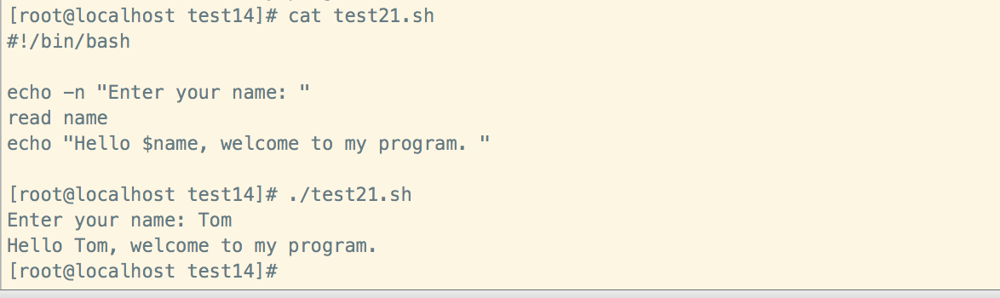 [root@localhost test14]# cat test21.sh
#!/bin/bash
echo -n "Enter your name: "
read name
echo "Hello $name, welcome to my program. "
[root@localhost test14]# ./test21.sh
Enter your name: Tom
Hello Tom, welcome to my program.
[root@localhost test14]#